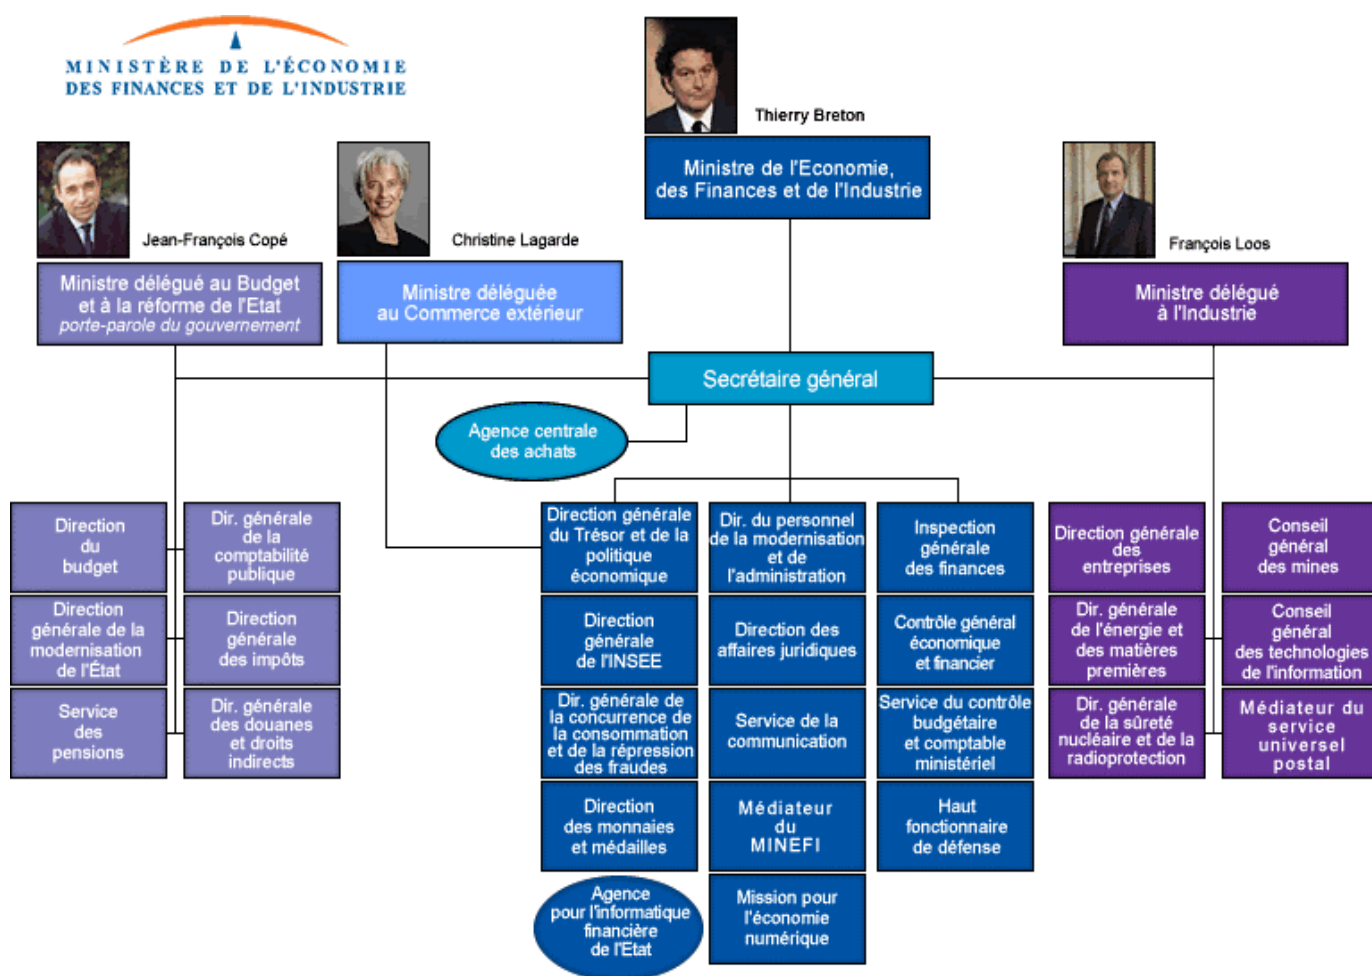 MINISTÈRE DE L'ÉCONOMIE
DES FINANCES ET DE L'INDUSTRIE
Thierry Breton
Ministre de l'Economie,
des Finances et de l'Industrie
Jean-François Copé
Ministre délégué au Budget
et à la réforme de l'Etat
porte-parole du gouvernement
Christine Lagarde
Ministre déléguée
au Commerce extérieur
François Loos
Ministre délégué
à l'Industrie
Secrétaire général
Agence centrale
des achats
Direction
du
budget
Dir. générale
de la
comptabilité
publique
Direction
générale de la
modernisation
de l'État
Direction
générale
des impôts
Service
des
pensions
Dir. générale
des douanes
et droits
indirects
Direction générale
du Trésor et de la
politique
économique
Dir. du personnel
de la modernisation
et de
l'administration
Inspection
générale
des finances
Direction
générale
de l'INSEE
Direction des
affaires juridiques
Contrôle général
économique
et financier
Dir. générale de
la concurrence de
la consommation
et de la répression
des fraudes
Service de la
communication
Service du contrôle
budgétaire
et comptable
ministériel
Direction
des monnaies
et médailles
Médiateur
du
MINEFI
Haut
fonctionnaire
de défense
Agence
pour l'informatique
financière
de l'Etat
Mission pour
l'économie
numérique
Direction générale
des
entreprises
Conseil
général
des mines
Dir. générale
de l'énergie et
des matières
premières
Conseil
général
des technologies
de l'information
Dir. générale
de la sûreté
nucléaire et de la
radioprotection
Médiateur du
service
universel
postal